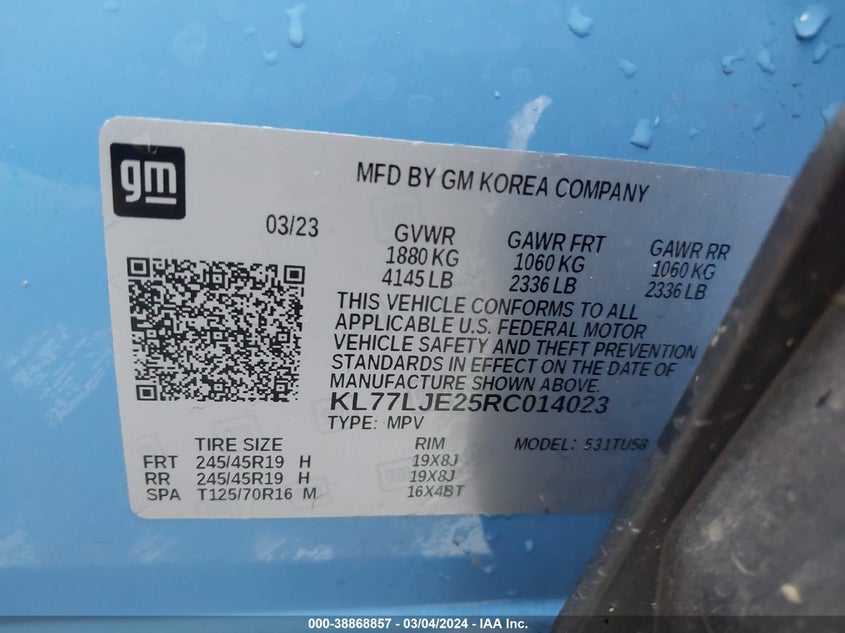 gm
MFD BY GM KOREA COMPANY
03/23 GVWR GAWR FRT GAWR RR
1880 KG 1060 KG 1060 KG
4145 LB 2336 LB 2336 LB
THIS VEHICLE CONFORMS TO ALL
APPLICABLE U.S. FEDERAL MOTOR
VEHICLE SAFETY AND THEFT PREVENTION
STANDARDS IN EFFECT ON THE DATE OF
MANUFACTURE SHOWN ABOVE.
KL77LJE25RC014023
TYPE: MPV MODEL: 531TU58
TIRE SIZE RIM
FRT 245/45R19 H 19X8J
RR 245/45R19 H 19X8J
SPA T125/70R16 M 16X4BT
000-38868857 - 03/04/2024 - IAA Inc.